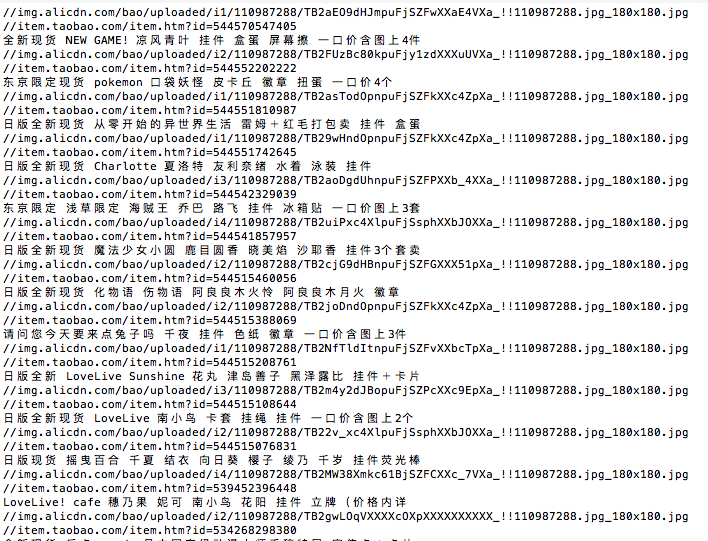 //img.alicdn.com/bao/uploaded/i1/110987288/TB2aEO9dHJmpuFjSZFwXXaE4VXa_!!110987288.jpg_180x180.jpg
//item.taobao.com/item.htm?id=544570547405
全新现货 NEW GAME! 凉风青叶 挂件 盒蛋 屏幕擦 一口价含图上4件
//img.alicdn.com/bao/uploaded/i2/110987288/TB2FUzBc80kpuFjy1zdXXXuUVXa_!!110987288.jpg_180x180.jpg
//item.taobao.com/item.htm?id=544552202222
东京限定现货 pokemon 口袋妖怪 皮卡丘 徽章 扭蛋 一口价4个
//img.alicdn.com/bao/uploaded/i1/110987288/TB2asTodOpnpuFjSZFkXXc4ZpXa_!!110987288.jpg_180x180.jpg
//item.taobao.com/item.htm?id=544551810987
日版全新现货 从零开始的异世界生活 雷姆＋红毛打包卖 挂件 盒蛋
//img.alicdn.com/bao/uploaded/i1/110987288/TB29wHndOpnpuFjSZFkXXc4ZpXa_!!110987288.jpg_180x180.jpg
//item.taobao.com/item.htm?id=544551742645
日版全新现货 Charlotte 夏洛特 友利奈绪 水着 泳装 挂件
//img.alicdn.com/bao/uploaded/i3/110987288/TB2aoDgdUhnpuFjSZFPXXb_4XXa_!!110987288.jpg_180x180.jpg
//item.taobao.com/item.htm?id=544542329039
东京限定 浅草限定 海贼王 乔巴 路飞 挂件 冰箱贴 一口价图上3套
//img.alicdn.com/bao/uploaded/i4/110987288/TB2uiPxc4XlpuFjSsphXXbJOXXa_!!110987288.jpg_180x180.jpg
//item.taobao.com/item.htm?id=544541857957
日版全新现货 魔法少女小圆 鹿目圆香 晓美焰 沙耶香 挂件3个套卖
//img.alicdn.com/bao/uploaded/i2/110987288/TB2cjG9dHBnpuFjSZFGXXX51pXa_!!110987288.jpg_180x180.jpg
//item.taobao.com/item.htm?id=544515460056
日版全新现货 化物语 伤物语 阿良良木火怜 阿良良木月火 徽章
//img.alicdn.com/bao/uploaded/i2/110987288/TB2joDndOpnpuFjSZFkXXc4ZpXa_!!110987288.jpg_180x180.jpg
//item.taobao.com/item.htm?id=544515388069
请问您今天要来点兔子吗 千夜 挂件 色纸 徽章 一口价含图上3件
//img.alicdn.com/bao/uploaded/i1/110987288/TB2NfTldItnpuFjSZFvXXbcTpXa_!!110987288.jpg_180x180.jpg
//item.taobao.com/item.htm?id=544515208761
日版全新 LoveLive Sunshine 花丸 津岛善子 黑泽露比 挂件＋卡片
//img.alicdn.com/bao/uploaded/i3/110987288/TB2m4y2dJBopuFjSZPcXXc9EpXa_!!110987288.jpg_180x180.jpg
//item.taobao.com/item.htm?id=544515108644
日版全新现货 LoveLive 南小鸟 卡套 挂绳 挂件 一口价含图上2个
//img.alicdn.com/bao/uploaded/i2/110987288/TB22v_xc4XlpuFjSsphXXbJOXXa_!!110987288.jpg_180x180.jpg
//item.taobao.com/item.htm?id=544515076831
日版现货 摇曳百合 千夏 结衣 向日葵 樱子 绫乃 千岁 挂件荧光棒
//img.alicdn.com/bao/uploaded/i4/110987288/TB2MW38Xmkc61BjSZFCXXc_7VXa_!!110987288.jpg_180x180.jpg
//item.taobao.com/item.htm?id=539452396448
LoveLive! cafe 穗乃果 妮可 南小鸟 花阳 挂件 立牌（价格内详
//img.alicdn.com/bao/uploaded/i2/110987288/TB2gwLOqVXXXXcOXpXXXXXXXXXX_!!110987288.jpg_180x180.jpg
//item.taobao.com/item.htm?id=534268298380